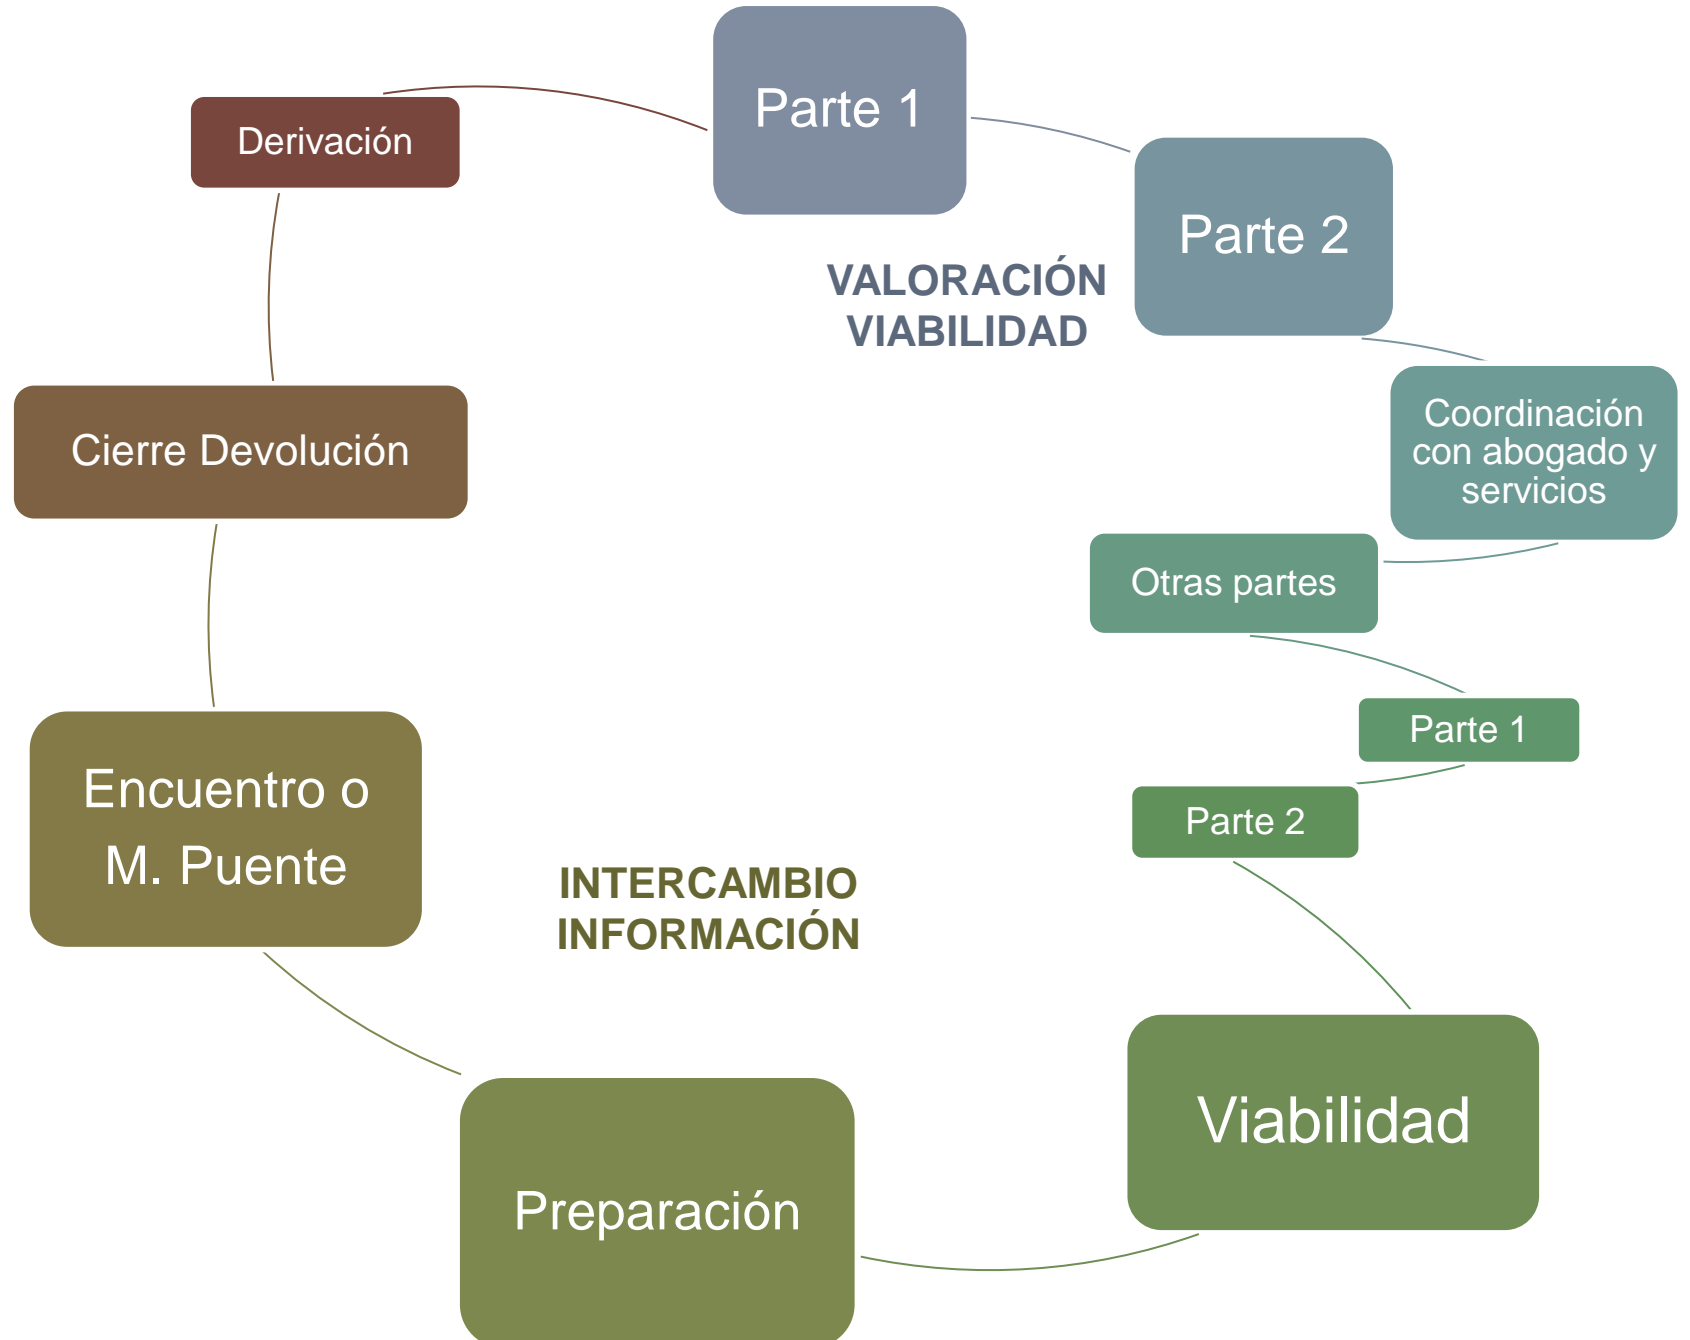 Parte 1
Derivación
Parte 2
VALORACIÓN
VIABILIDAD
Coordinación
con abogado y
servicios
Cierre Devolución
Otras partes
Parte 1
Parte 2
Encuentro o
M. Puente
INTERCAMBIO
INFORMACIÓN
Viabilidad
Preparación